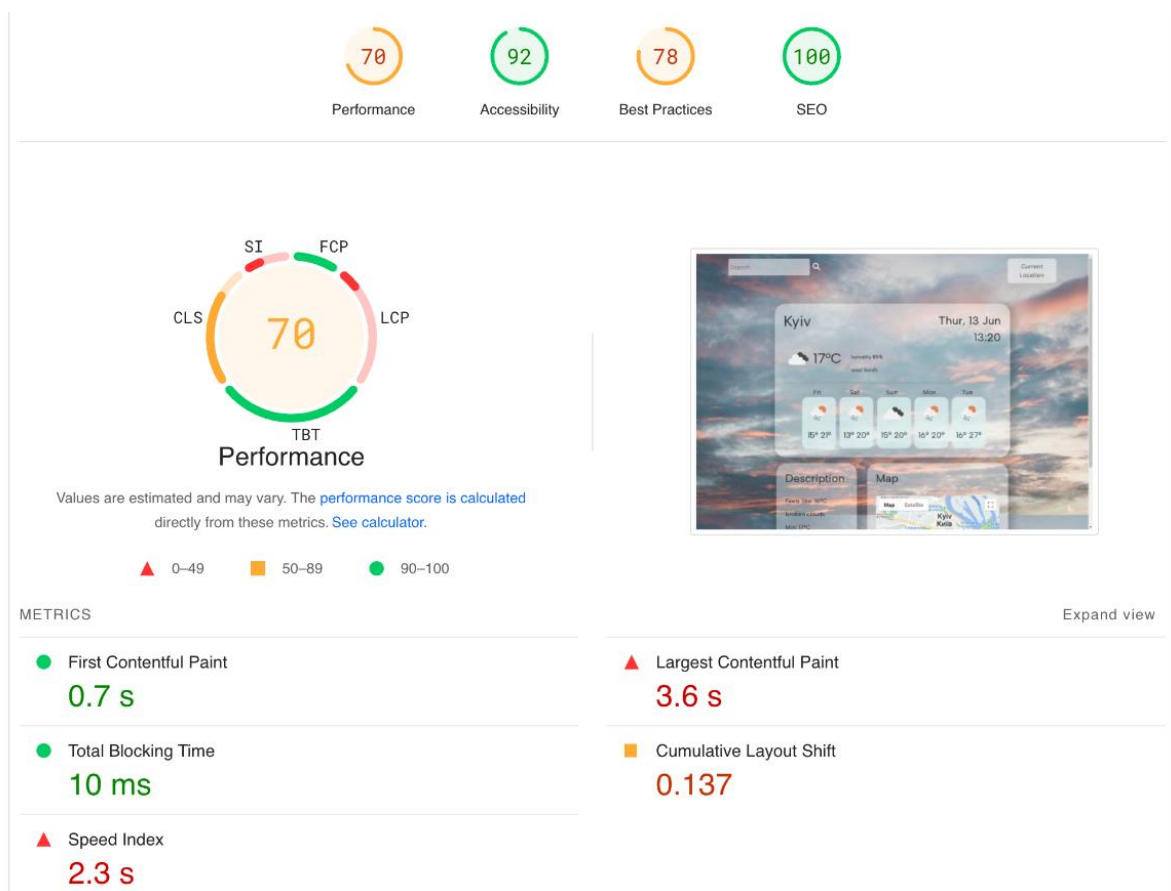 70 92 78 100
Performance Accessibility Best Practices SEO
SI FCP
CLS 70 LCP
TBT
Performance
Values are estimated and may vary. The performance score is calculated
directly from these metrics. See calculator.
0–49 50–89 90–100
Search
Current
Location
Kyiv Thur, 13 Jun
13:20
17°C
Fri Sat Sun Mon Tue
15° 21° 13° 20° 15° 20° 16° 20° 16° 27°
Description Map
Map Satellite
Kyiv
Київ
METRICS Expand view
First Contentful Paint Largest Contentful Paint
0.7 s 3.6 s
Total Blocking Time Cumulative Layout Shift
10 ms 0.137
Speed Index
2.3 s